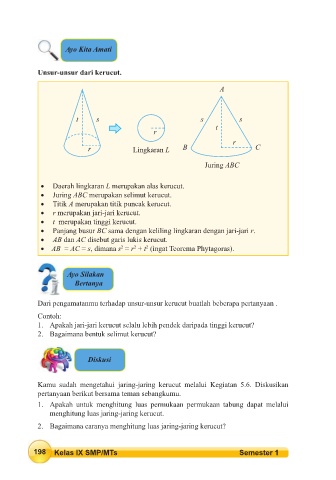 Ayo Kita Amati
Unsur-unsur dari kerucut.
A
t s
r
r
Lingkaran L
s s
t
r
B C
Juring ABC
• Daerah lingkaran L merupakan alas kerucut.
• Juring ABC merupakan selimut kerucut.
• Titik A merupakan titik puncak kerucut.
• r merupakan jari-jari kerucut.
• t merupakan tinggi kerucut.
• Panjang busur BC sama dengan keliling lingkaran dengan jari-jari r.
• AB dan AC disebut garis lukis kerucut.
• AB = AC = s, dimana s² = r² + t² (ingat Teorema Phytagoras).
Ayo Silakan
Bertanya
Dari pengamatanmu terhadap unsur-unsur kerucut buatlah beberapa pertanyaan .
Contoh:
1. Apakah jari-jari kerucut selalu lebih pendek daripada tinggi kerucut?
2. Bagaimana bentuk selimut kerucut?
Diskusi
Kamu sudah mengetahui jaring-jaring kerucut melalui Kegiatan 5.6. Diskusikan
pertanyaan berikut bersama teman sebangkumu.
1. Apakah untuk menghitung luas permukaan permukaan tabung dapat melalui
menghitung luas jaring-jaring kerucut.
2. Bagaimana caranya menghitung luas jaring-jaring kerucut?
198 Kelas IX SMP/MTs Semester 1